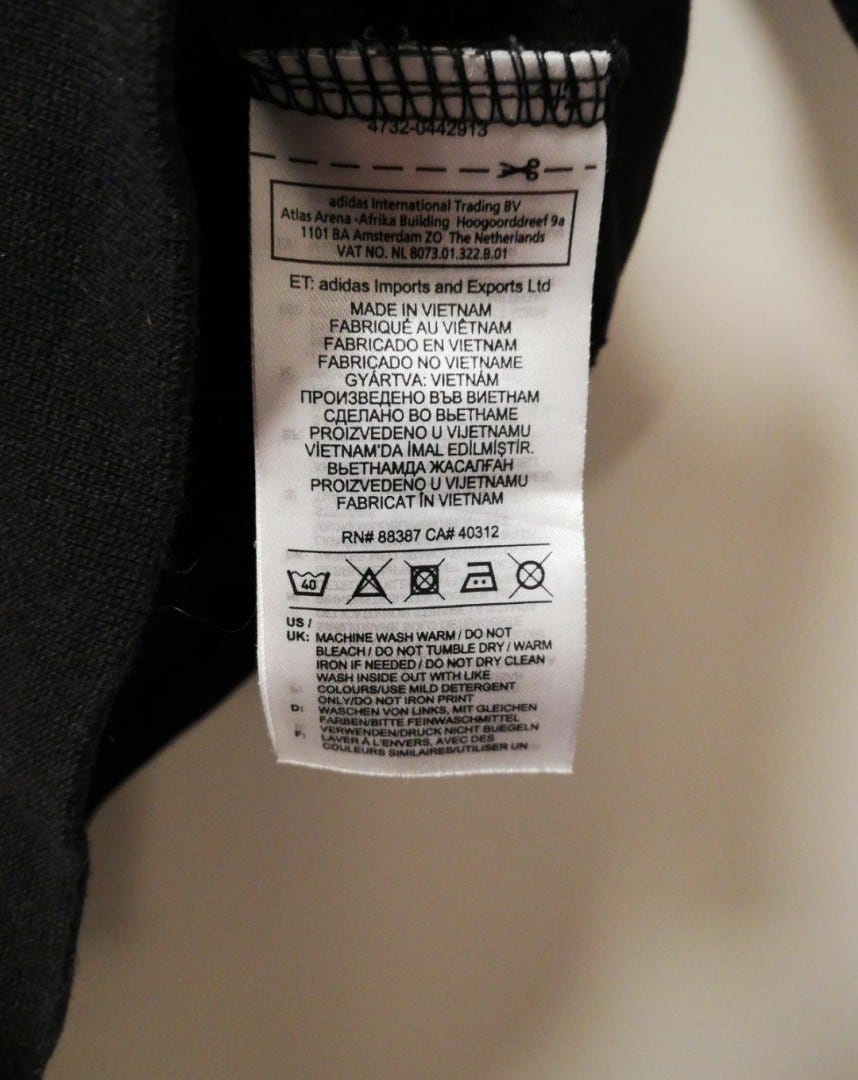 4732-0442913
adidas International Trading BV
Atlas Arena -Afrika Building Hoogoorddreef 9a
1101 BA Amsterdam ZO The Netherlands
VAT NO. NL 8073.01.322.B.01
ET: adidas Imports and Exports Ltd
MADE IN VIETNAM
FABRIQUÉ AU VIÊTNAM
FABRICADO EN VIETNAM
FABRICADO NO VIETNAME
GYÁRTVA: VIETNÁM
ПРОИЗВЕДЕНО ВЪВ ВИЕТНАМ
СДЕЛАНО ВО ВЬЕТНАМЕ
PROIZVEDENO U VIJETNAMU
VİETNAM'DA İMAL EDİLMİŞTİR.
ВЬЕТНАМДА ЖАСАЛҒАН
PROIZVEDENO U VIJETNAMU
FABRICAT ÎN VIETNAM
RN# 88387 CA# 40312
40
US /
UK: MACHINE WASH WARM / DO NOT
BLEACH / DO NOT TUMBLE DRY / WARM
IRON IF NEEDED / DO NOT DRY CLEAN
WASH INSIDE OUT WITH LIKE
COLOURS/USE MILD DETERGENT
ONLY/DO NOT IRON PRINT
D: WASCHEN VON LINKS, MIT GLEICHEN
FARBEN/BITTE FEINWASCHMITTEL
VERWENDEN/DRUCK NICHT BUEGELN
F: LAVER À L'ENVERS, AVEC DES
COULEURS SIMILAIRES/UTILISER UN